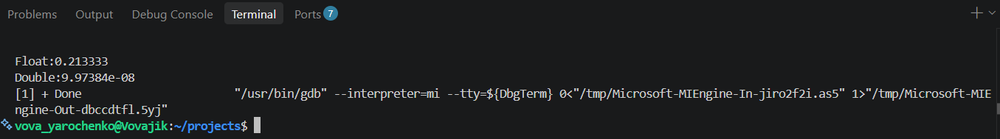 Problems Output Debug Console Terminal Ports 7
Float:0.213333
Double:9.97384e-08
[1] + Done "/usr/bin/gdb" --interpreter=mi --tty=${DbgTerm} 0<"/tmp/Microsoft-MIEngine-In-jiro2f2i.as5" 1>"/tmp/Microsoft-MIE
ngine-Out-dbccdtfl.5yj"
vova_yarochenko@Vovajik:~/projects$